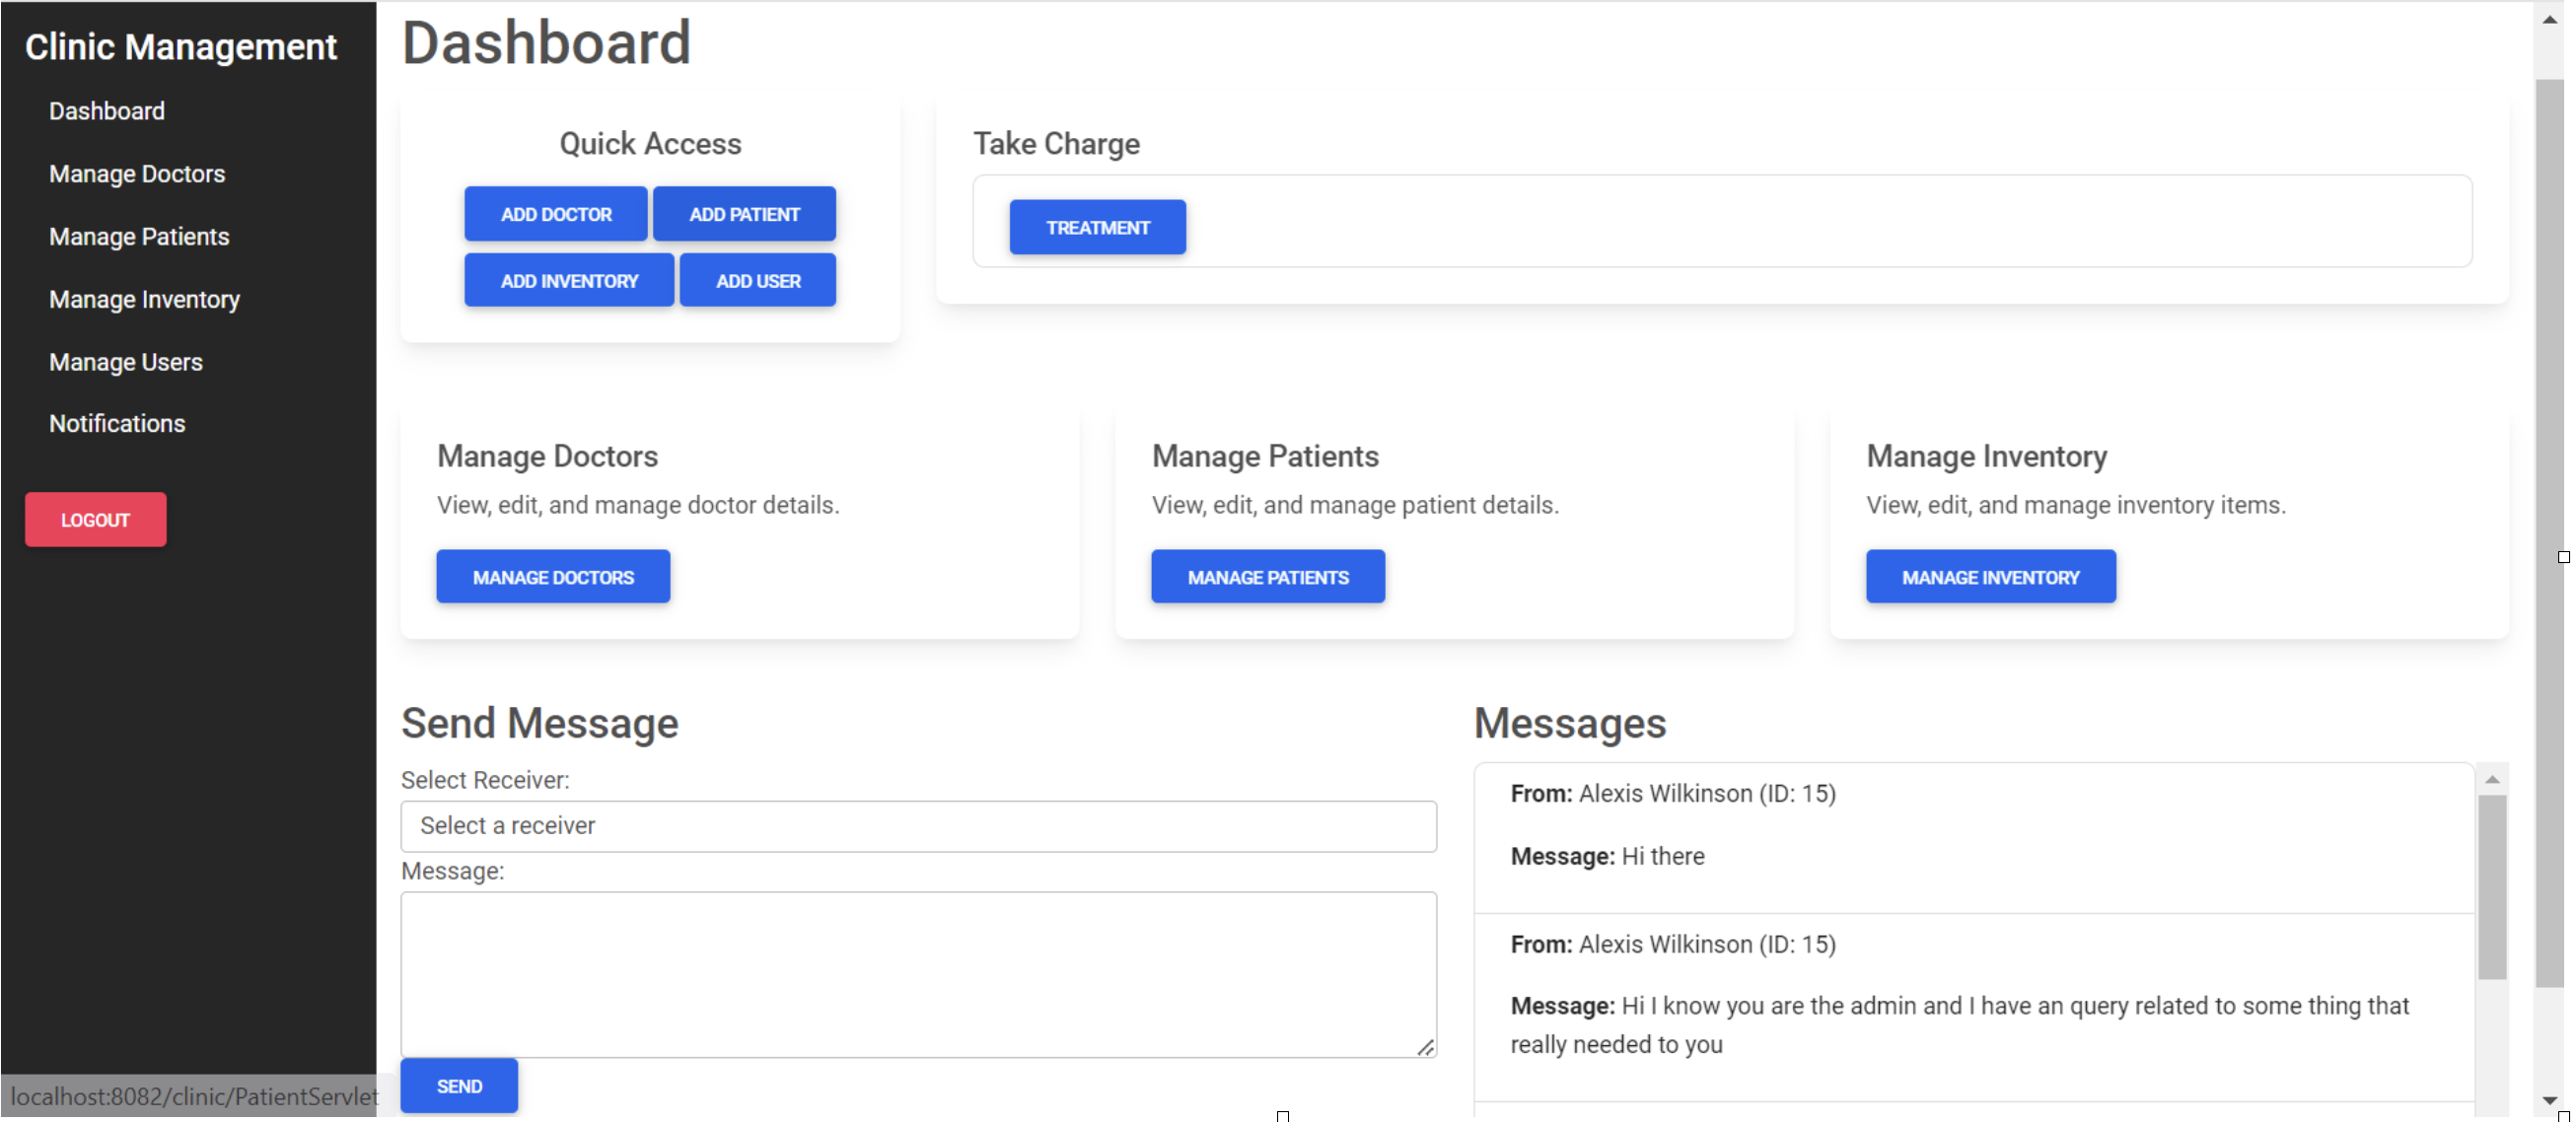 Clinic Management
Dashboard
Manage Doctors
Manage Patients
Manage Inventory
Manage Users
Notifications
LOGOUT
Dashboard
Quick Access
ADD DOCTOR
ADD PATIENT
ADD INVENTORY
ADD USER
Take Charge
TREATMENT
Manage Doctors
View, edit, and manage doctor details.
MANAGE DOCTORS
Manage Patients
View, edit, and manage patient details.
MANAGE PATIENTS
Manage Inventory
View, edit, and manage inventory items.
MANAGE INVENTORY
Send Message
Select Receiver:
Select a receiver
Message:
SEND
Messages
From: Alexis Wilkinson (ID: 15)
Message: Hi there
From: Alexis Wilkinson (ID: 15)
Message: Hi I know you are the admin and I have an query related to some thing that
really needed to you
localhost:8082/clinic/PatientServlet